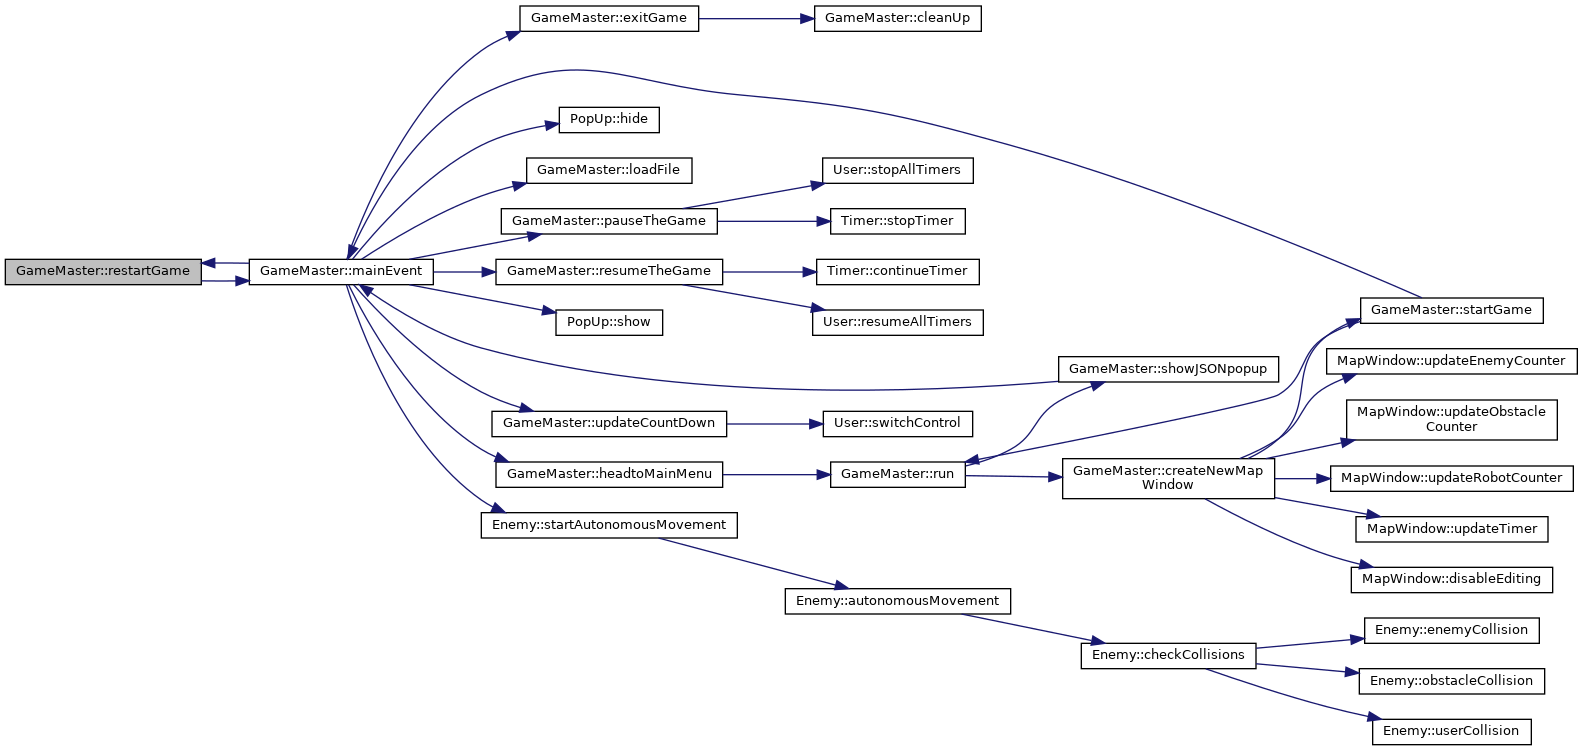 GameMaster::exitGame
GameMaster::cleanUp
PopUp::hide
GameMaster::loadFile
User::stopAllTimers
GameMaster::pauseTheGame
Timer::stopTimer
GameMaster::restartGame
GameMaster::mainEvent
GameMaster::resumeTheGame
Timer::continueTimer
PopUp::show
User::resumeAllTimers
GameMaster::startGame
GameMaster::showJSONpopup
MapWindow::updateEnemyCounter
GameMaster::updateCountDown
User::switchControl
MapWindow::updateObstacle
Counter
GameMaster::headtoMainMenu
GameMaster::run
GameMaster::createNewMap
Window
MapWindow::updateRobotCounter
Enemy::startAutonomousMovement
MapWindow::updateTimer
MapWindow::disableEditing
Enemy::autonomousMovement
Enemy::checkCollisions
Enemy::enemyCollision
Enemy::obstacleCollision
Enemy::userCollision